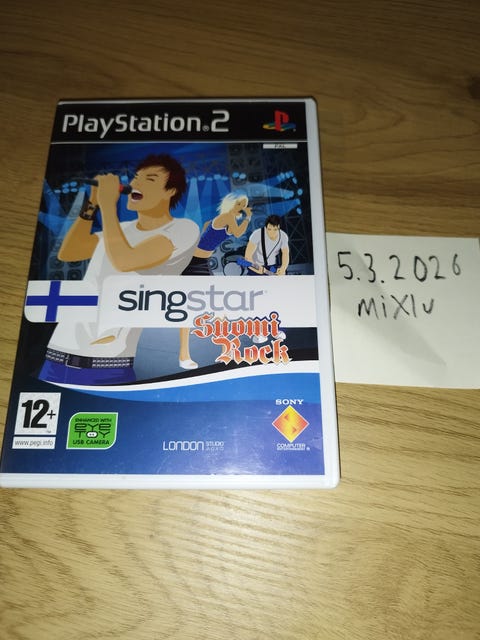 PlayStation®2
PAL
singstar
Suomi
Rock
12+
www.pegi.info
ENHANCED WITH
EYE
TOY
USB CAMERA
LONDON STUDIO
SONY
COMPUTER
ENTERTAINMENT®
5.3.2026
mixlu